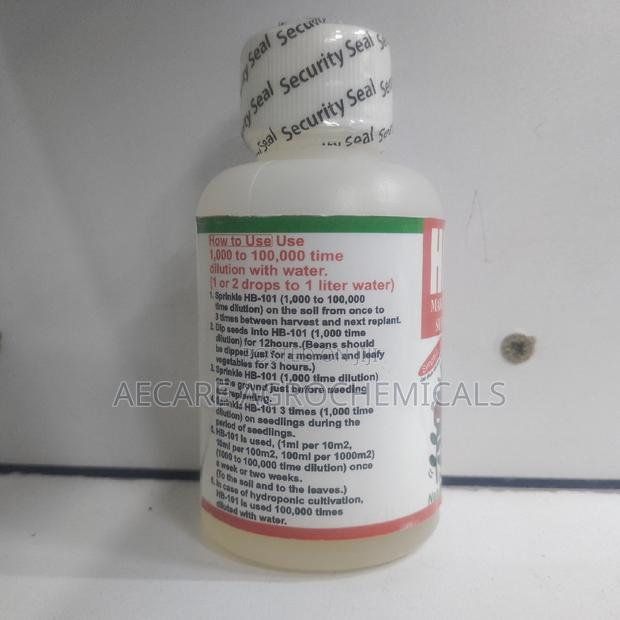 Security Seal
Security Seal
Security Seal
How to Use Use
1,000 to 100,000 time
dilution with water.
(1 or 2 drops to 1 liter water)
1. Sprinkle HB-101 (1,000 to 100,000
time dilution) on the soil from once to
3 times between harvest and next replant.
2. Dip seeds into HB-101 (1,000 time
dilution) for 12hours.(Beans should
be dipped just for a moment and leafy
vegetables for 3 hours.)
3. Sprinkle HB-101 (1,000 time dilution)
to the ground just before seeding
and replanting.
4. Sprinkle HB-101 3 times (1,000 time
dilution) on seedlings during the
period of seedlings.
5. HB-101 is used, (1ml per 10m2,
10ml per 100m2, 100ml per 1000m2)
(1000 to 100,000 time dilution) once
a week or two weeks.
(To the soil and to the leaves.)
6. In case of hydroponic cultivation,
HB-101 is used 100,000 times
diluted with water.
AECARE AGROCHEMICALS
H